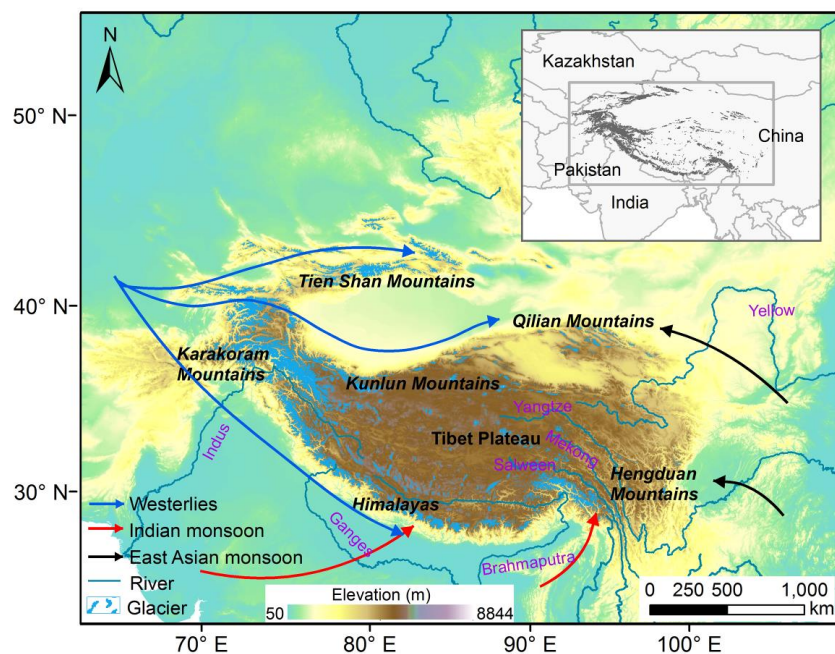 N
50° N
40° N
30° N
Kazakhstan
China
Pakistan
India
Tien Shan Mountains
Qilian Mountains
Yellow
Karakoram
Mountains
Kunlun Mountains
Yangtze
Tibet Plateau
Mekong
Salween
Hengduan
Mountains
Indus
Himalayas
Ganges
Brahmaputra
Westerlies
Indian monsoon
East Asian monsoon
River
Glacier
Elevation (m)
50
8844
0 250 500 1,000
km
70° E
80° E
90° E
100° E